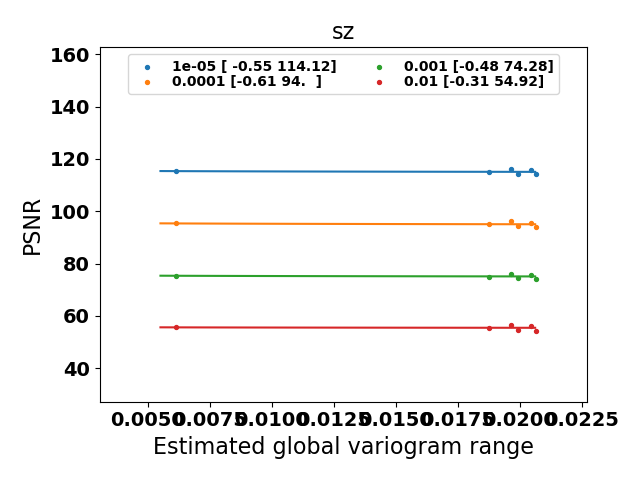 sz
1e-05 [ -0.55 114.12]
0.0001 [-0.61 94.  ]
0.001 [-0.48 74.28]
0.01 [-0.31 54.92]
160
140
120
100
80
60
40
PSNR
0.0050 0.0075 0.0100 0.0125 0.0150 0.0175 0.0200 0.0225
Estimated global variogram range